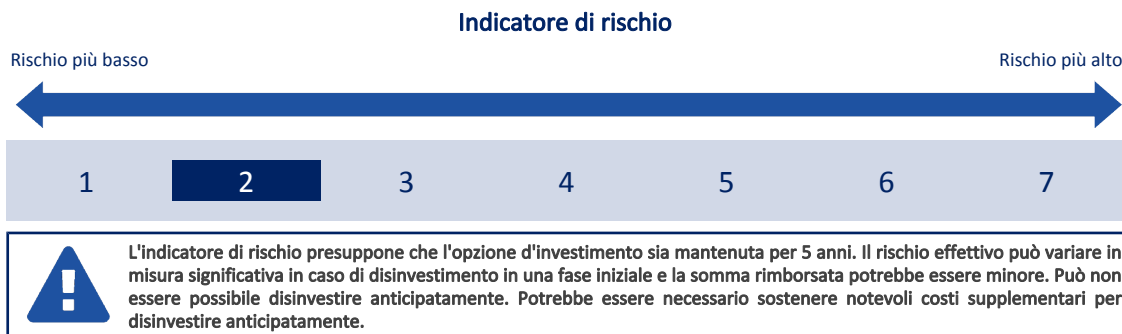 Indicatore di rischio
Rischio più basso
Rischio più alto
1 2 3 4 5 6 7
L'indicatore di rischio presuppone che l'opzione d'investimento sia mantenuta per 5 anni. Il rischio effettivo può variare in
misura significativa in caso di disinvestimento in una fase iniziale e la somma rimborsata potrebbe essere minore. Può non
essere possibile disinvestire anticipatamente. Potrebbe essere necessario sostenere notevoli costi supplementari per
disinvestire anticipatamente.